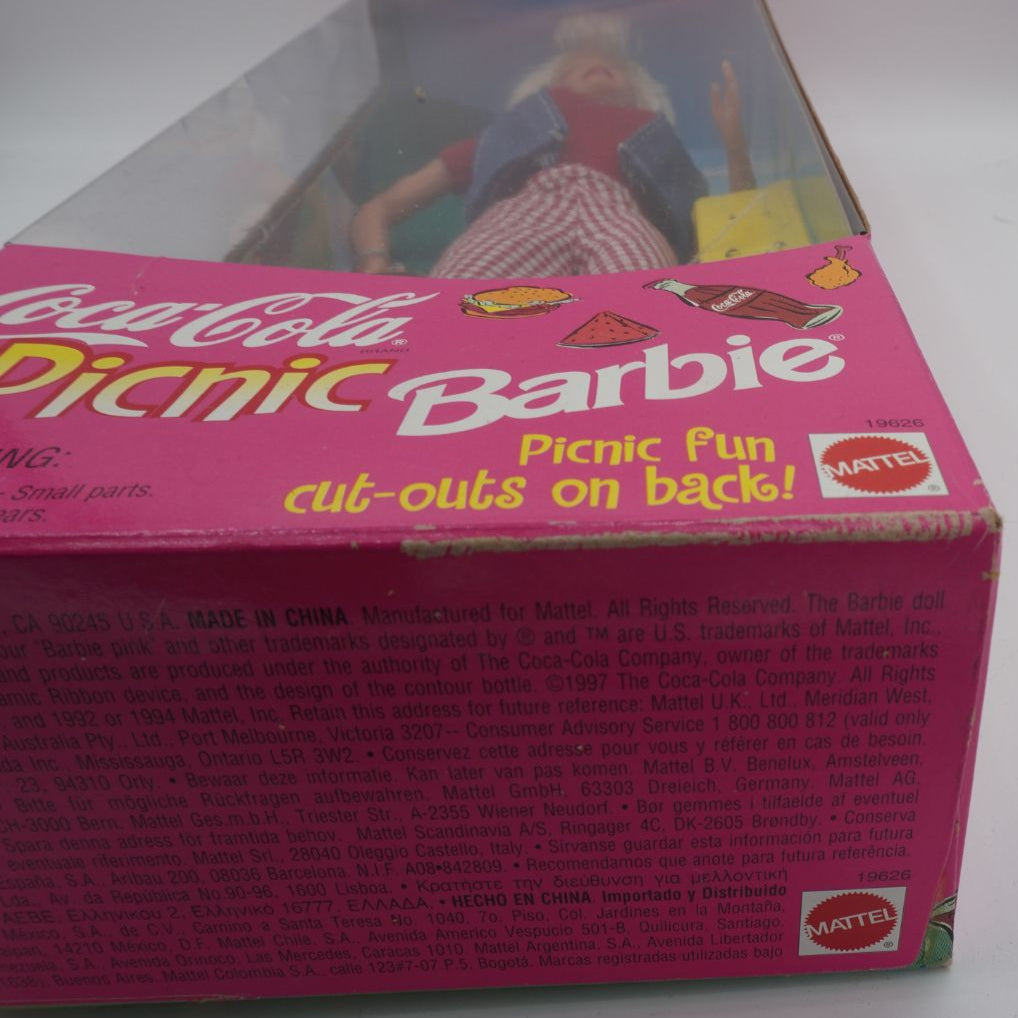 Coca-Cola®
BRAND
Coca-Cola
Picnic Barbie®
Picnic fun
cut-outs on back!
19626
MATTEL
®
NG:
- Small parts.
ears.
, CA 90245 U.S.A. MADE IN CHINA. Manufactured for Mattel. All Rights Reserved. The Barbie doll
our "Barbie pink" and other trademarks designated by ® and ™ are U.S. trademarks of Mattel, Inc.,
and products are produced under the authority of The Coca-Cola Company, owner of the trademarks
amic Ribbon device, and the design of the contour bottle. ©1997 The Coca-Cola Company. All Rights
and 1992 or 1994 Mattel, Inc. Retain this address for future reference: Mattel U.K., Ltd., Meridian West,
Australia Pty., Ltd., Port Melbourne, Victoria 3207-- Consumer Advisory Service 1 800 800 812 (valid only
da Inc., Mississauga, Ontario L5R 3W2. • Conservez cette adresse pour vous y référer en cas de besoin.
23, 94310 Orly. • Bewaar deze informatie. Kan later van pas komen. Mattel B.V. Benelux, Amstelveen,
Bitte für mögliche Rückfragen aufbewahren. Mattel GmbH, 63303 Dreieich, Germany. Mattel AG,
CH-3000 Bern. Mattel Ges.m.b.H., Triester Str., A-2355 Wiener Neudorf. • Bør gemmes i tilfaelde af eventuel
Spara denna adress för framtida behov. Mattel Scandinavia A/S, Ringager 4C, DK-2605 Brøndby. • Conserva
eventuale riferimento. Mattel Srl., 28040 Oleggio Castello, Italy. • Sírvanse guardar esta información para futura
España, S.A., Aribau 200, 08036 Barcelona. N.I.F. A08•842809. • Recomendamos que anote para futura referência.
Lda., Av. da República No.90-96, 1600 Lisboa. • Κρατήστε την διεύθυνση για μελλοντική
AEBE, Ελληνικου 2, Ελληνικό 16777, ΕΛΛΑΔΑ. • HECHO EN CHINA. Importado y Distribuido
México, S.A., de C.V., Camino a Santa Teresa No. 1040, 7o. Piso, Col. Jardines en la Montaña,
alpan, 14210 México, D.F. Mattel Chile, S.A., Avenida Americo Vespucio 501-B, Quilicura, Santiago.
nezuela, S.A., Avenida Orinoco, Las Mercedes, Caracas 1010. Mattel Argentina, S.A., Avenida Libertador
1638), Buenos Aires. Mattel Colombia S.A., calle 123#7-07 P.5, Bogotá. Marcas registradas utilizadas bajo
19626
MATTEL
®